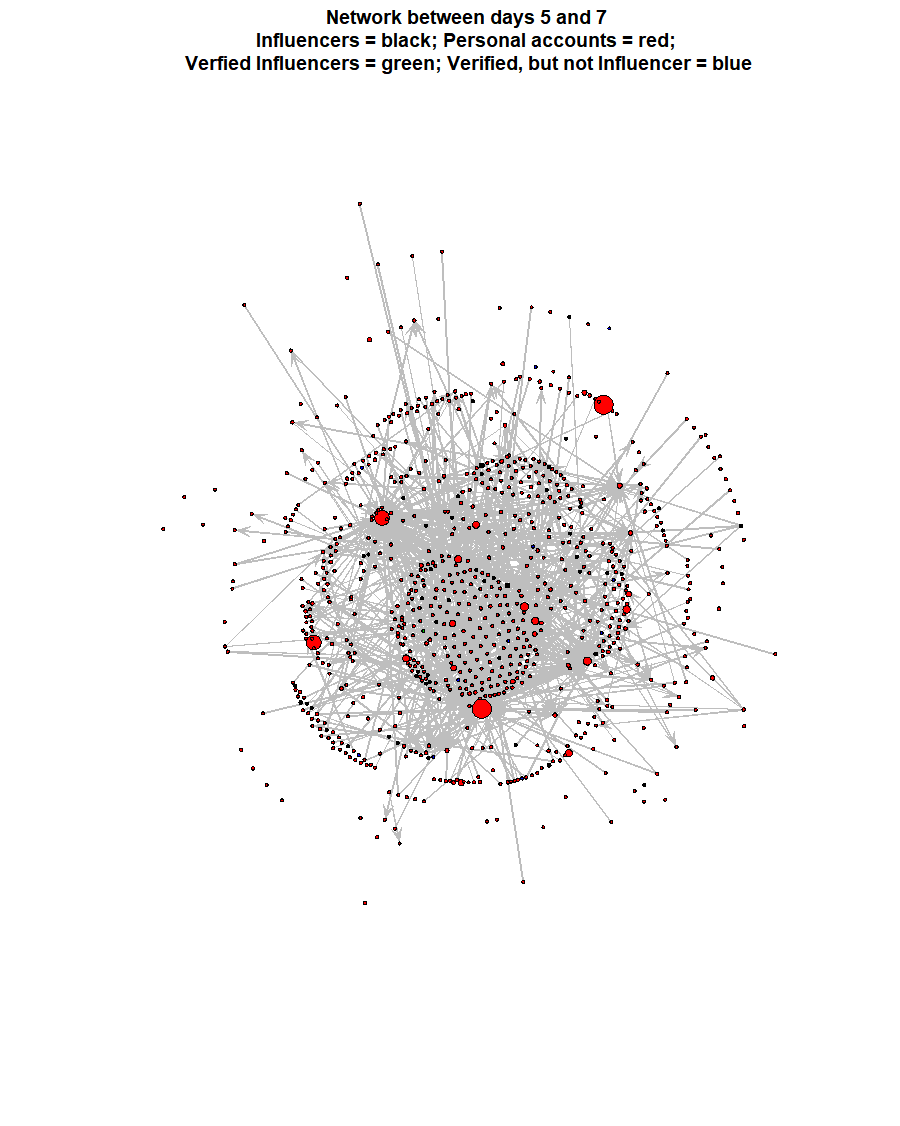 Network between days 5 and 7
Influencers = black; Personal accounts = red;
Verfied Influencers = green; Verified, but not Influencer = blue